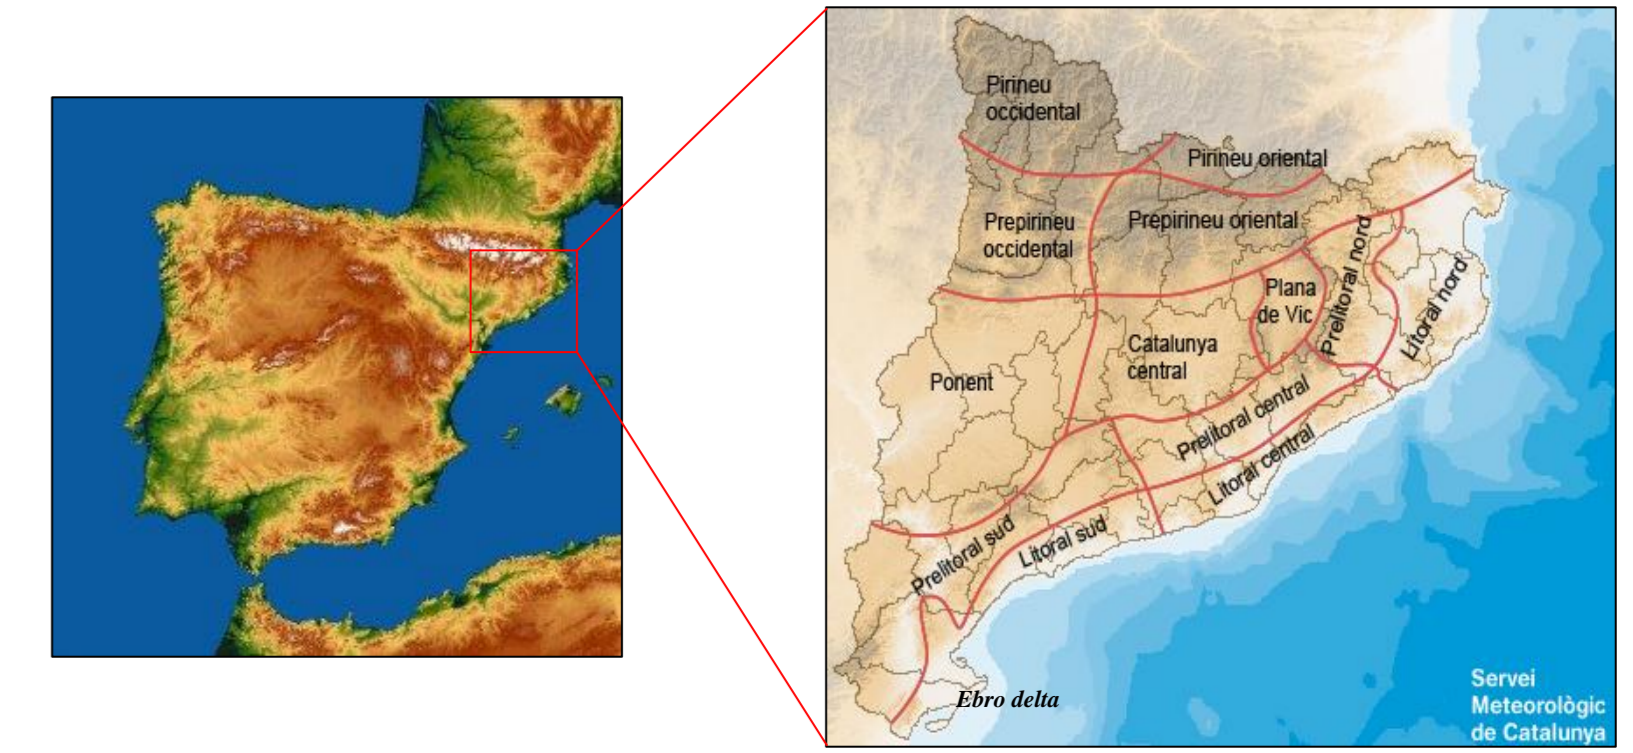 Pirineu
occidental
Pirineu oriental
Prepirineu
occidental
Prepirineu oriental
Prelitoral nord
Plana
de Vic
Litoral nord
Catalunya
central
Ponent
Prelitoral central
Litoral central
Prelitoral sud
Litoral sud
Ebro delta
Servei
Meteorològic
de Catalunya